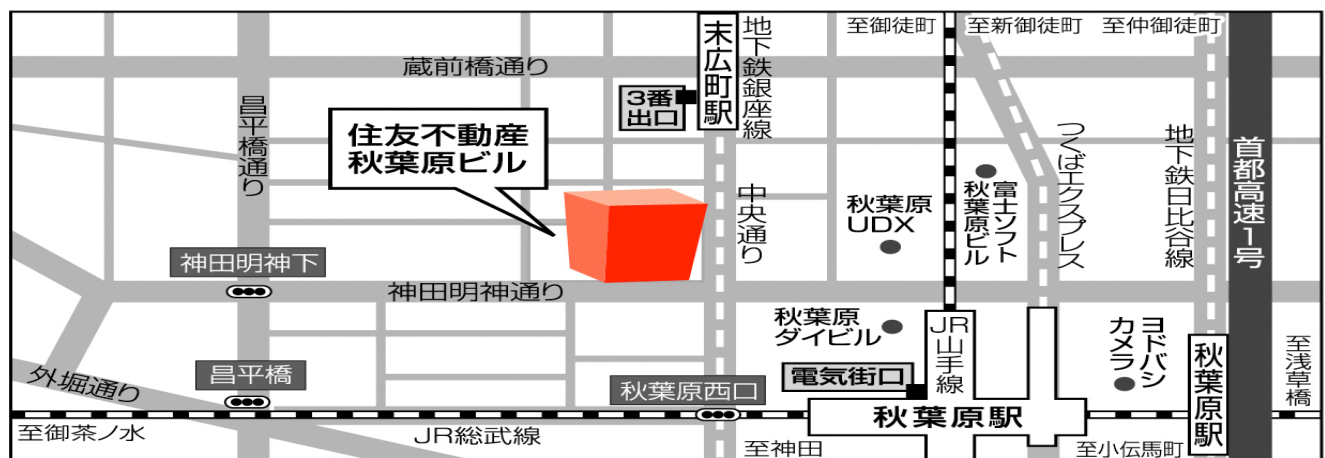 至御徒町
至新御徒町
至仲御徒町
末広町駅
地下鉄銀座線
蔵前橋通り
3番
出口
昌平橋通り
住友不動産
秋葉原ビル
つくばエクスプレス
地下鉄日比谷線
首都高速1号
中央通り
秋葉原
UDX
富士ソフト
秋葉原ビル
神田明神下
神田明神通り
秋葉原
ダイビル
JR山手線
ヨドバシ
カメラ
秋葉原駅
至浅草橋
外堀通り
昌平橋
秋葉原西口
電気街口
秋葉原駅
至御茶ノ水
JR総武線
至神田
至小伝馬町